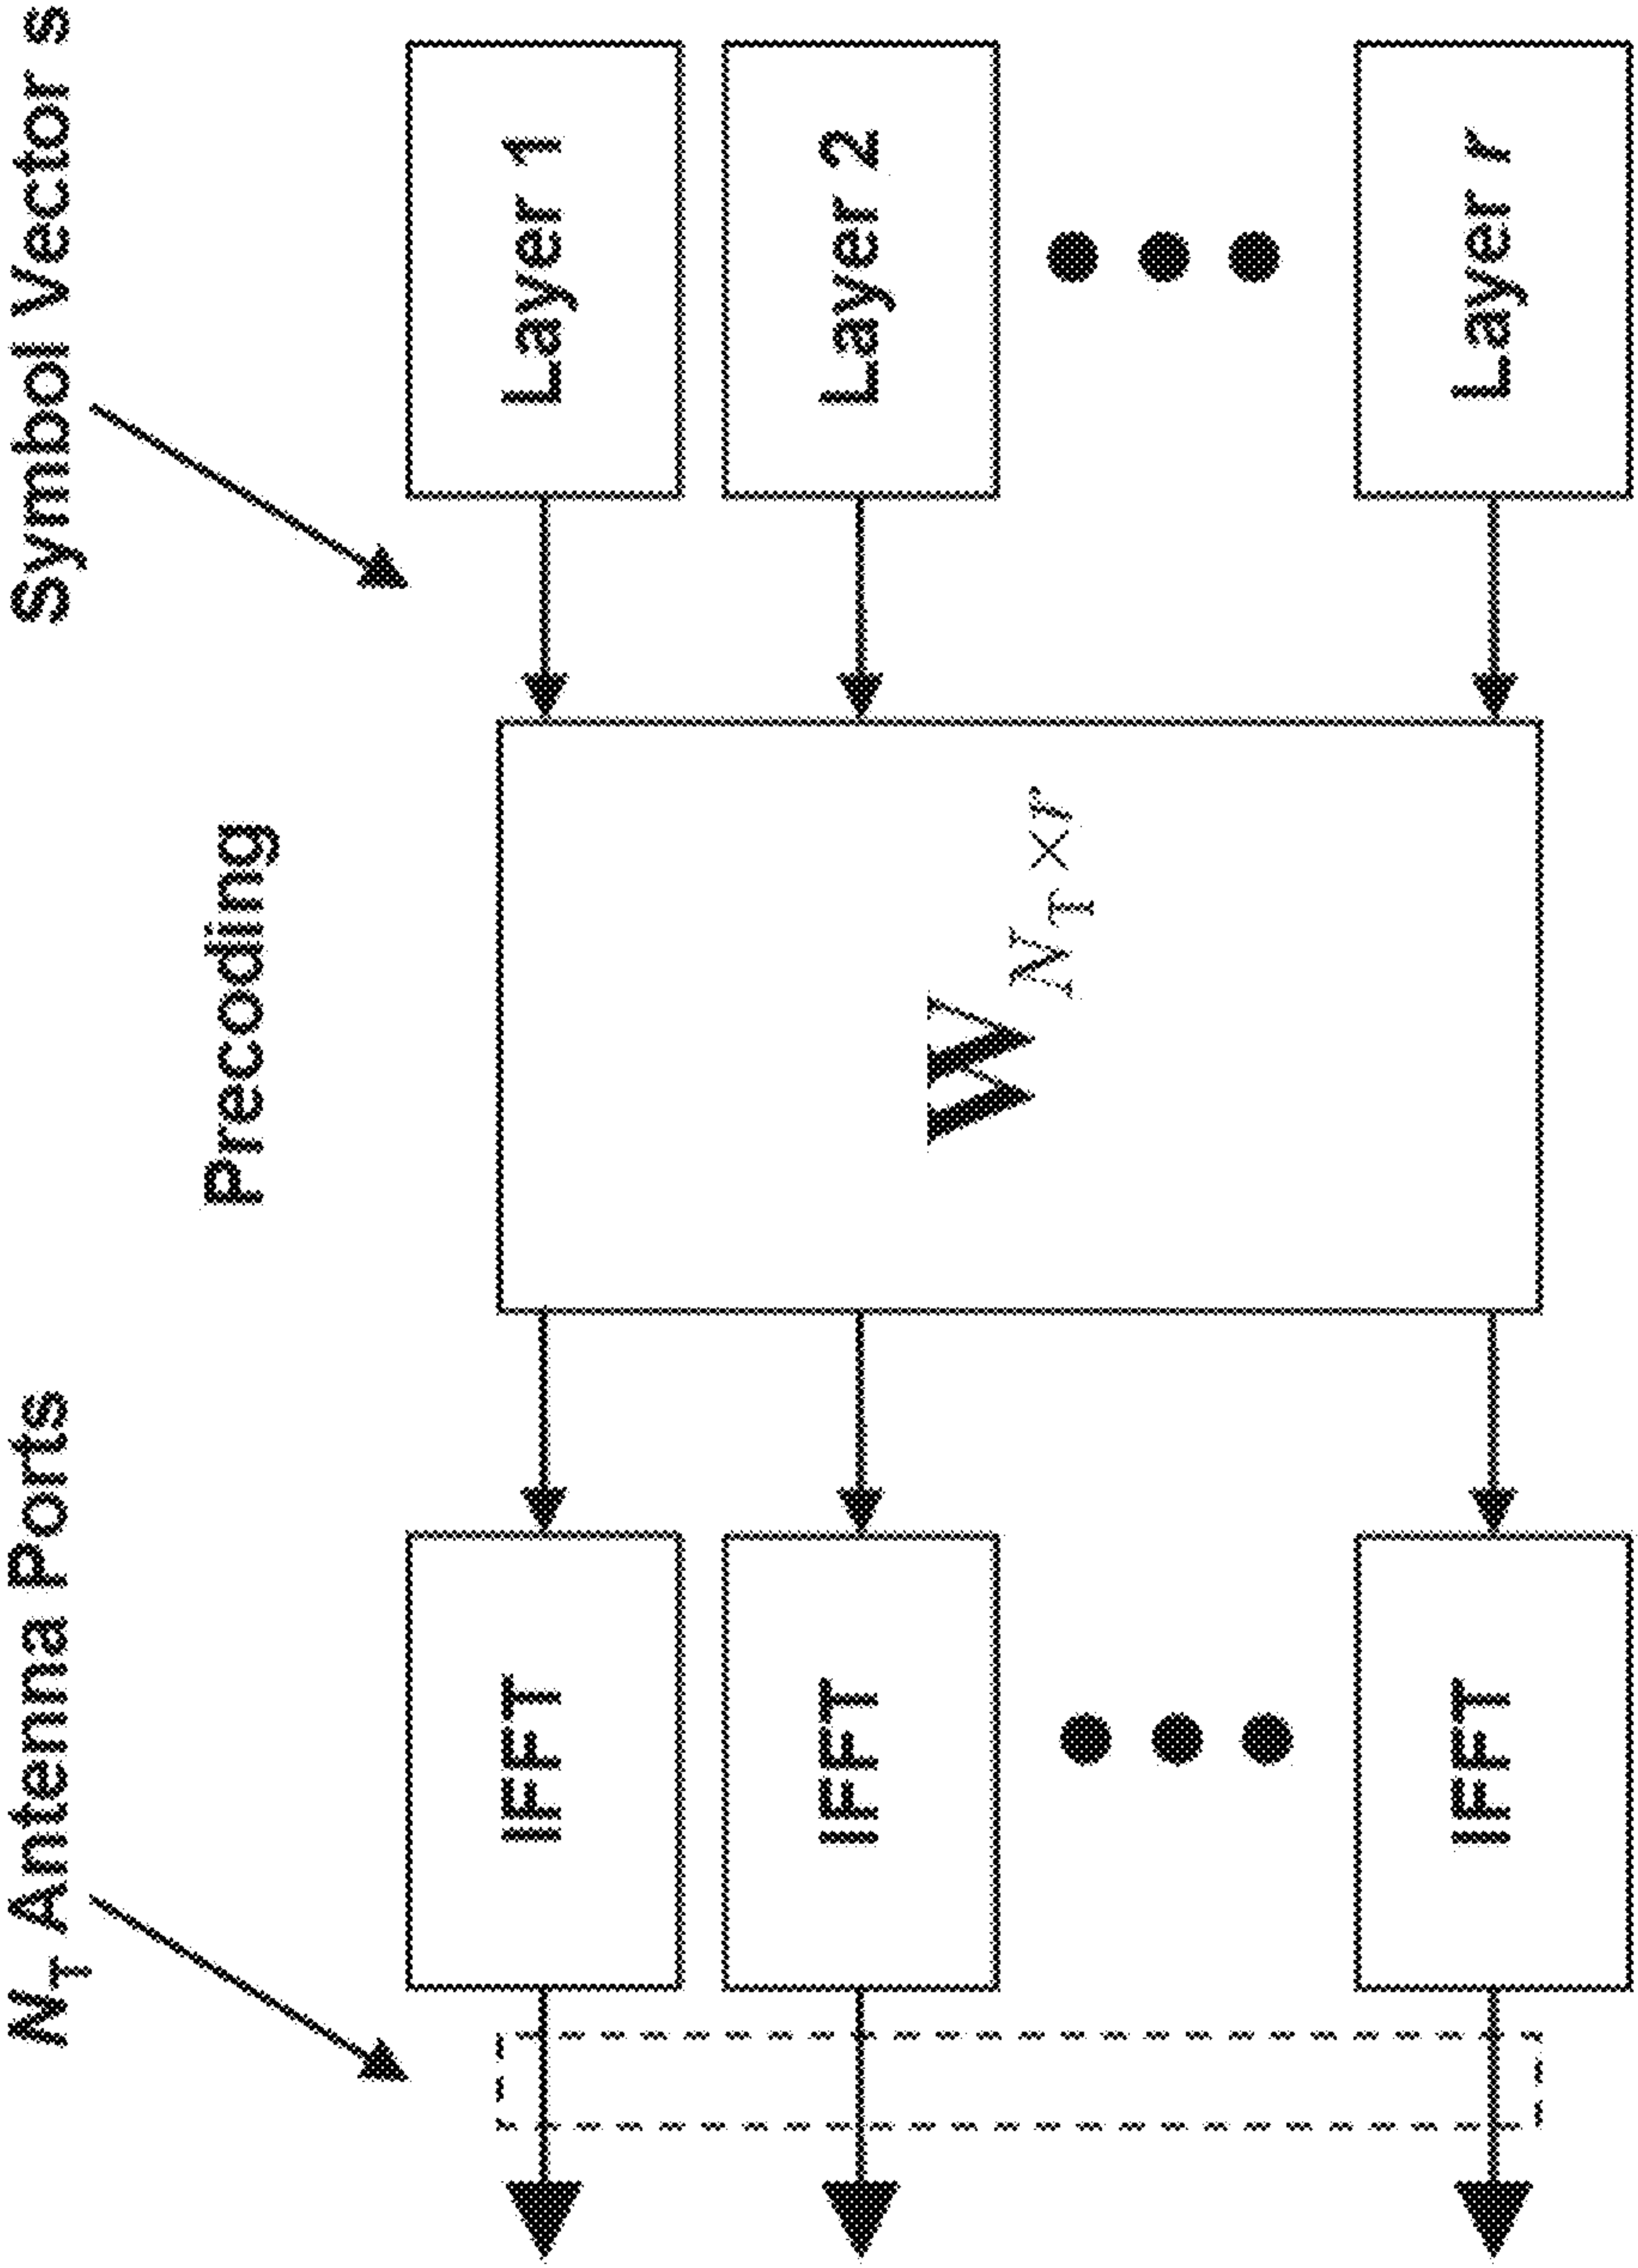 N_T Antenna Ports
Precoding
Symbol Vector s
IFFT
W_{N_T×r}
Layer 1
IFFT
Layer 2
IFFT
Layer r